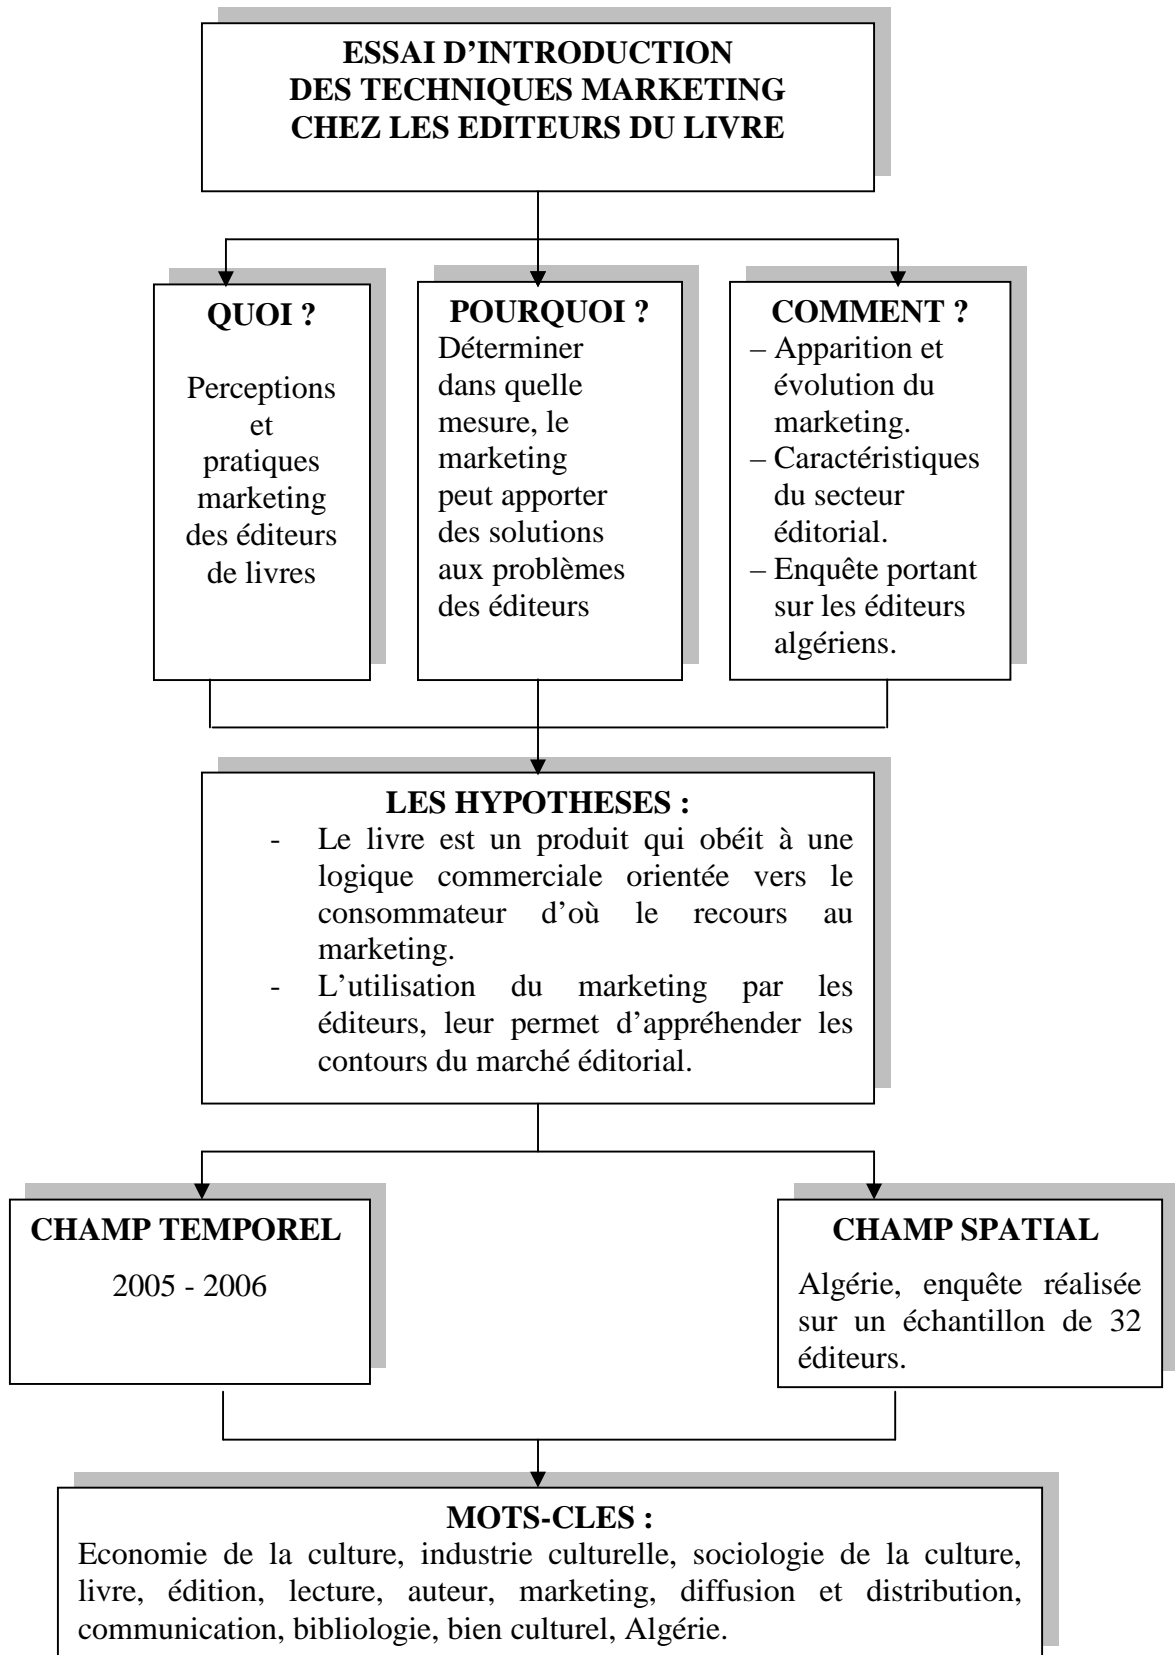 ESSAI D’INTRODUCTION
DES TECHNIQUES MARKETING
CHEZ LES EDITEURS DU LIVRE
QUOI ?
Perceptions
et
pratiques
marketing
des éditeurs
de livres
POURQUOI ?
Déterminer
dans quelle
mesure, le
marketing
peut apporter
des solutions
aux problèmes
des éditeurs
COMMENT ?
– Apparition et
évolution du
marketing.
– Caractéristiques
du secteur
éditorial.
– Enquête portant
sur les éditeurs
algériens.
LES HYPOTHESES :
- Le livre est un produit qui obéit à une
logique commerciale orientée vers le
consommateur d’où le recours au
marketing.
- L’utilisation du marketing par les
éditeurs, leur permet d’appréhender les
contours du marché éditorial.
CHAMP TEMPOREL
2005 - 2006
CHAMP SPATIAL
Algérie, enquête réalisée
sur un échantillon de 32
éditeurs.
MOTS-CLES :
Economie de la culture, industrie culturelle, sociologie de la culture,
livre, édition, lecture, auteur, marketing, diffusion et distribution,
communication, bibliologie, bien culturel, Algérie.